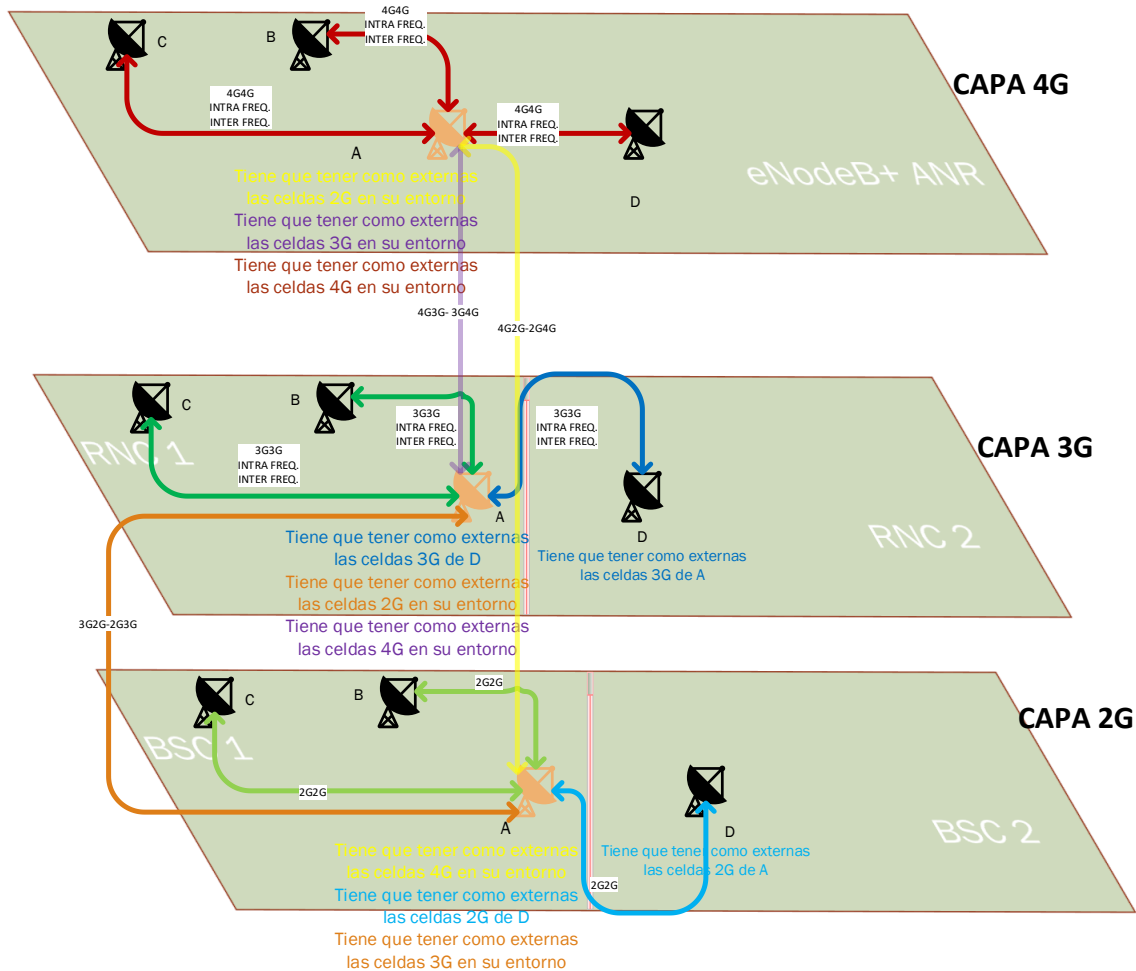 4G4G
INTRA FREQ.
INTER FREQ.
C
B
CAPA 4G
4G4G
INTRA FREQ.
INTER FREQ.
4G4G
INTRA FREQ.
INTER FREQ.
A
Tiene que tener como externas
las celdas 2G en su entorno
Tiene que tener como externas
las celdas 3G en su entorno
Tiene que tener como externas
las celdas 4G en su entorno
eNodeB+ ANR
D
4G3G- 3G4G
4G2G-2G4G
C
B
3G3G
INTRA FREQ.
INTER FREQ.
3G3G
INTRA FREQ.
INTER FREQ.
CAPA 3G
RNC 1
3G3G
INTRA FREQ.
INTER FREQ.
A
D
RNC 2
Tiene que tener como externas
las celdas 3G de D
Tiene que tener como externas
las celdas 2G en su entorno
Tiene que tener como externas
las celdas 4G en su entorno
Tiene que tener como externas
las celdas 3G de A
3G2G-2G3G
C
B
2G2G
CAPA 2G
BSC 1
2G2G
A
D
BSC 2
Tiene que tener como externas
las celdas 4G en su entorno
Tiene que tener como externas
las celdas 2G de D
Tiene que tener como externas
las celdas 3G en su entorno
Tiene que tener como externas
las celdas 2G de A
2G2G